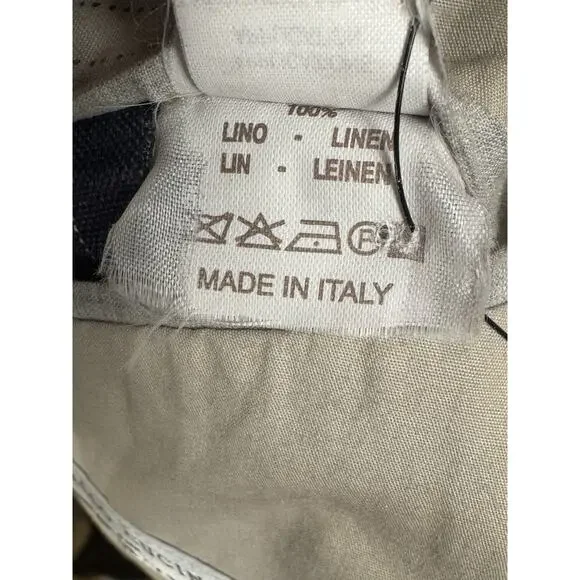 100%
LINO - LINEN
LIN - LEINEN
P
MADE IN ITALY